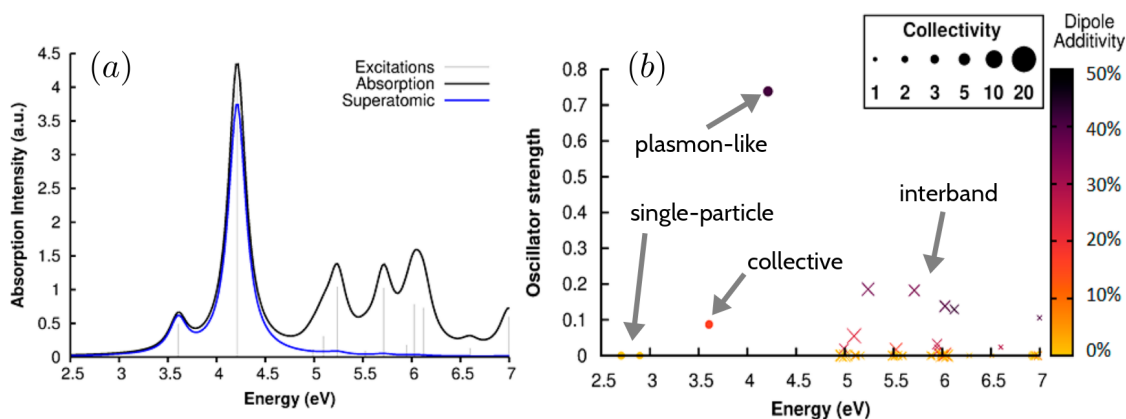 (a)
4.5
4
3.5
3
2.5
2
1.5
1
0.5
0
Absorption Intensity (a.u.)
Excitations
Absorption
Superatomic
2.5 3 3.5 4 4.5 5 5.5 6 6.5 7
Energy (eV)
(b)
0.8
0.7
0.6
0.5
0.4
0.3
0.2
0.1
0
Oscillator strength
plasmon-like
single-particle
collective
interband
2.5 3 3.5 4 4.5 5 5.5 6 6.5 7
Energy (eV)
Collectivity
1 2 3 5 10 20
Dipole
Additivity
50%
40%
30%
20%
10%
0%